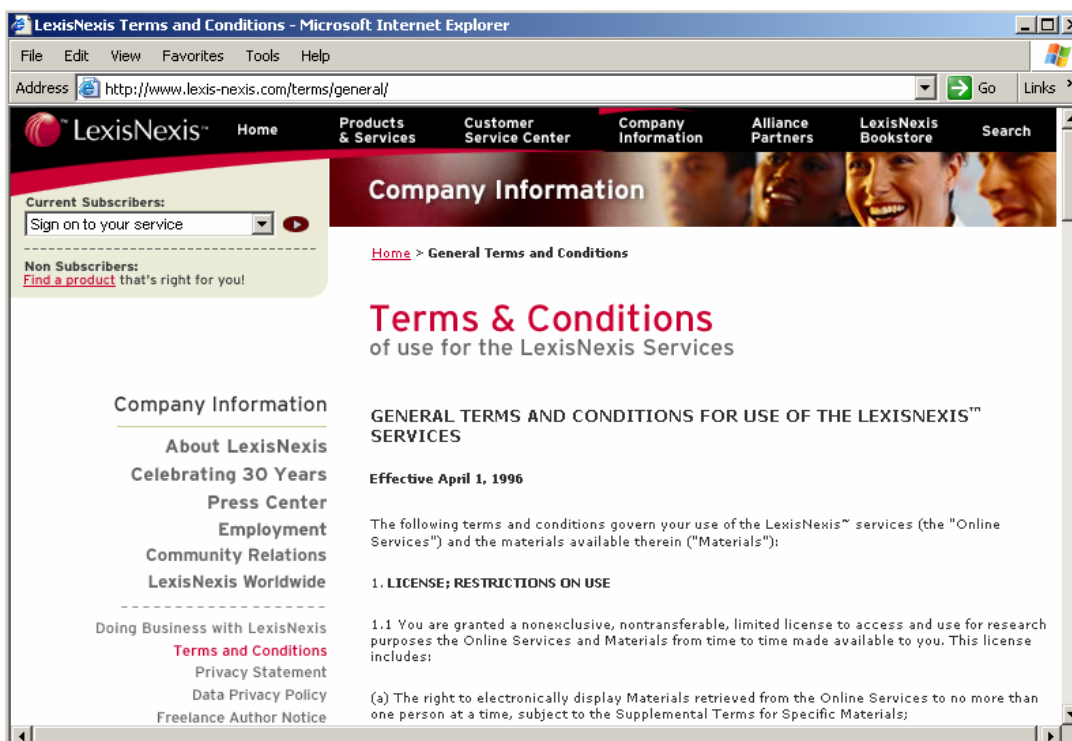 LexisNexis Terms and Conditions - Microsoft Internet Explorer
File Edit View Favorites Tools Help
Address http://www.lexis-nexis.com/terms/general/ Go Links
LexisNexis™ Home Products & Services Customer Service Center Company Information Alliance Partners LexisNexis Bookstore Search
Current Subscribers:
Sign on to your service
Non Subscribers:
Find a product that's right for you!
Company Information
Home > General Terms and Conditions
Terms & Conditions
of use for the LexisNexis Services
Company Information
About LexisNexis
Celebrating 30 Years
Press Center
Employment
Community Relations
LexisNexis Worldwide
Doing Business with LexisNexis
Terms and Conditions
Privacy Statement
Data Privacy Policy
Freelance Author Notice
GENERAL TERMS AND CONDITIONS FOR USE OF THE LEXISNEXIS™
SERVICES
Effective April 1, 1996
The following terms and conditions govern your use of the LexisNexis~ services (the "Online
Services") and the materials available therein ("Materials"):
1. LICENSE; RESTRICTIONS ON USE
1.1 You are granted a nonexclusive, nontransferable, limited license to access and use for research
purposes the Online Services and Materials from time to time made available to you. This license
includes:
(a) The right to electronically display Materials retrieved from the Online Services to no more than
one person at a time, subject to the Supplemental Terms for Specific Materials;